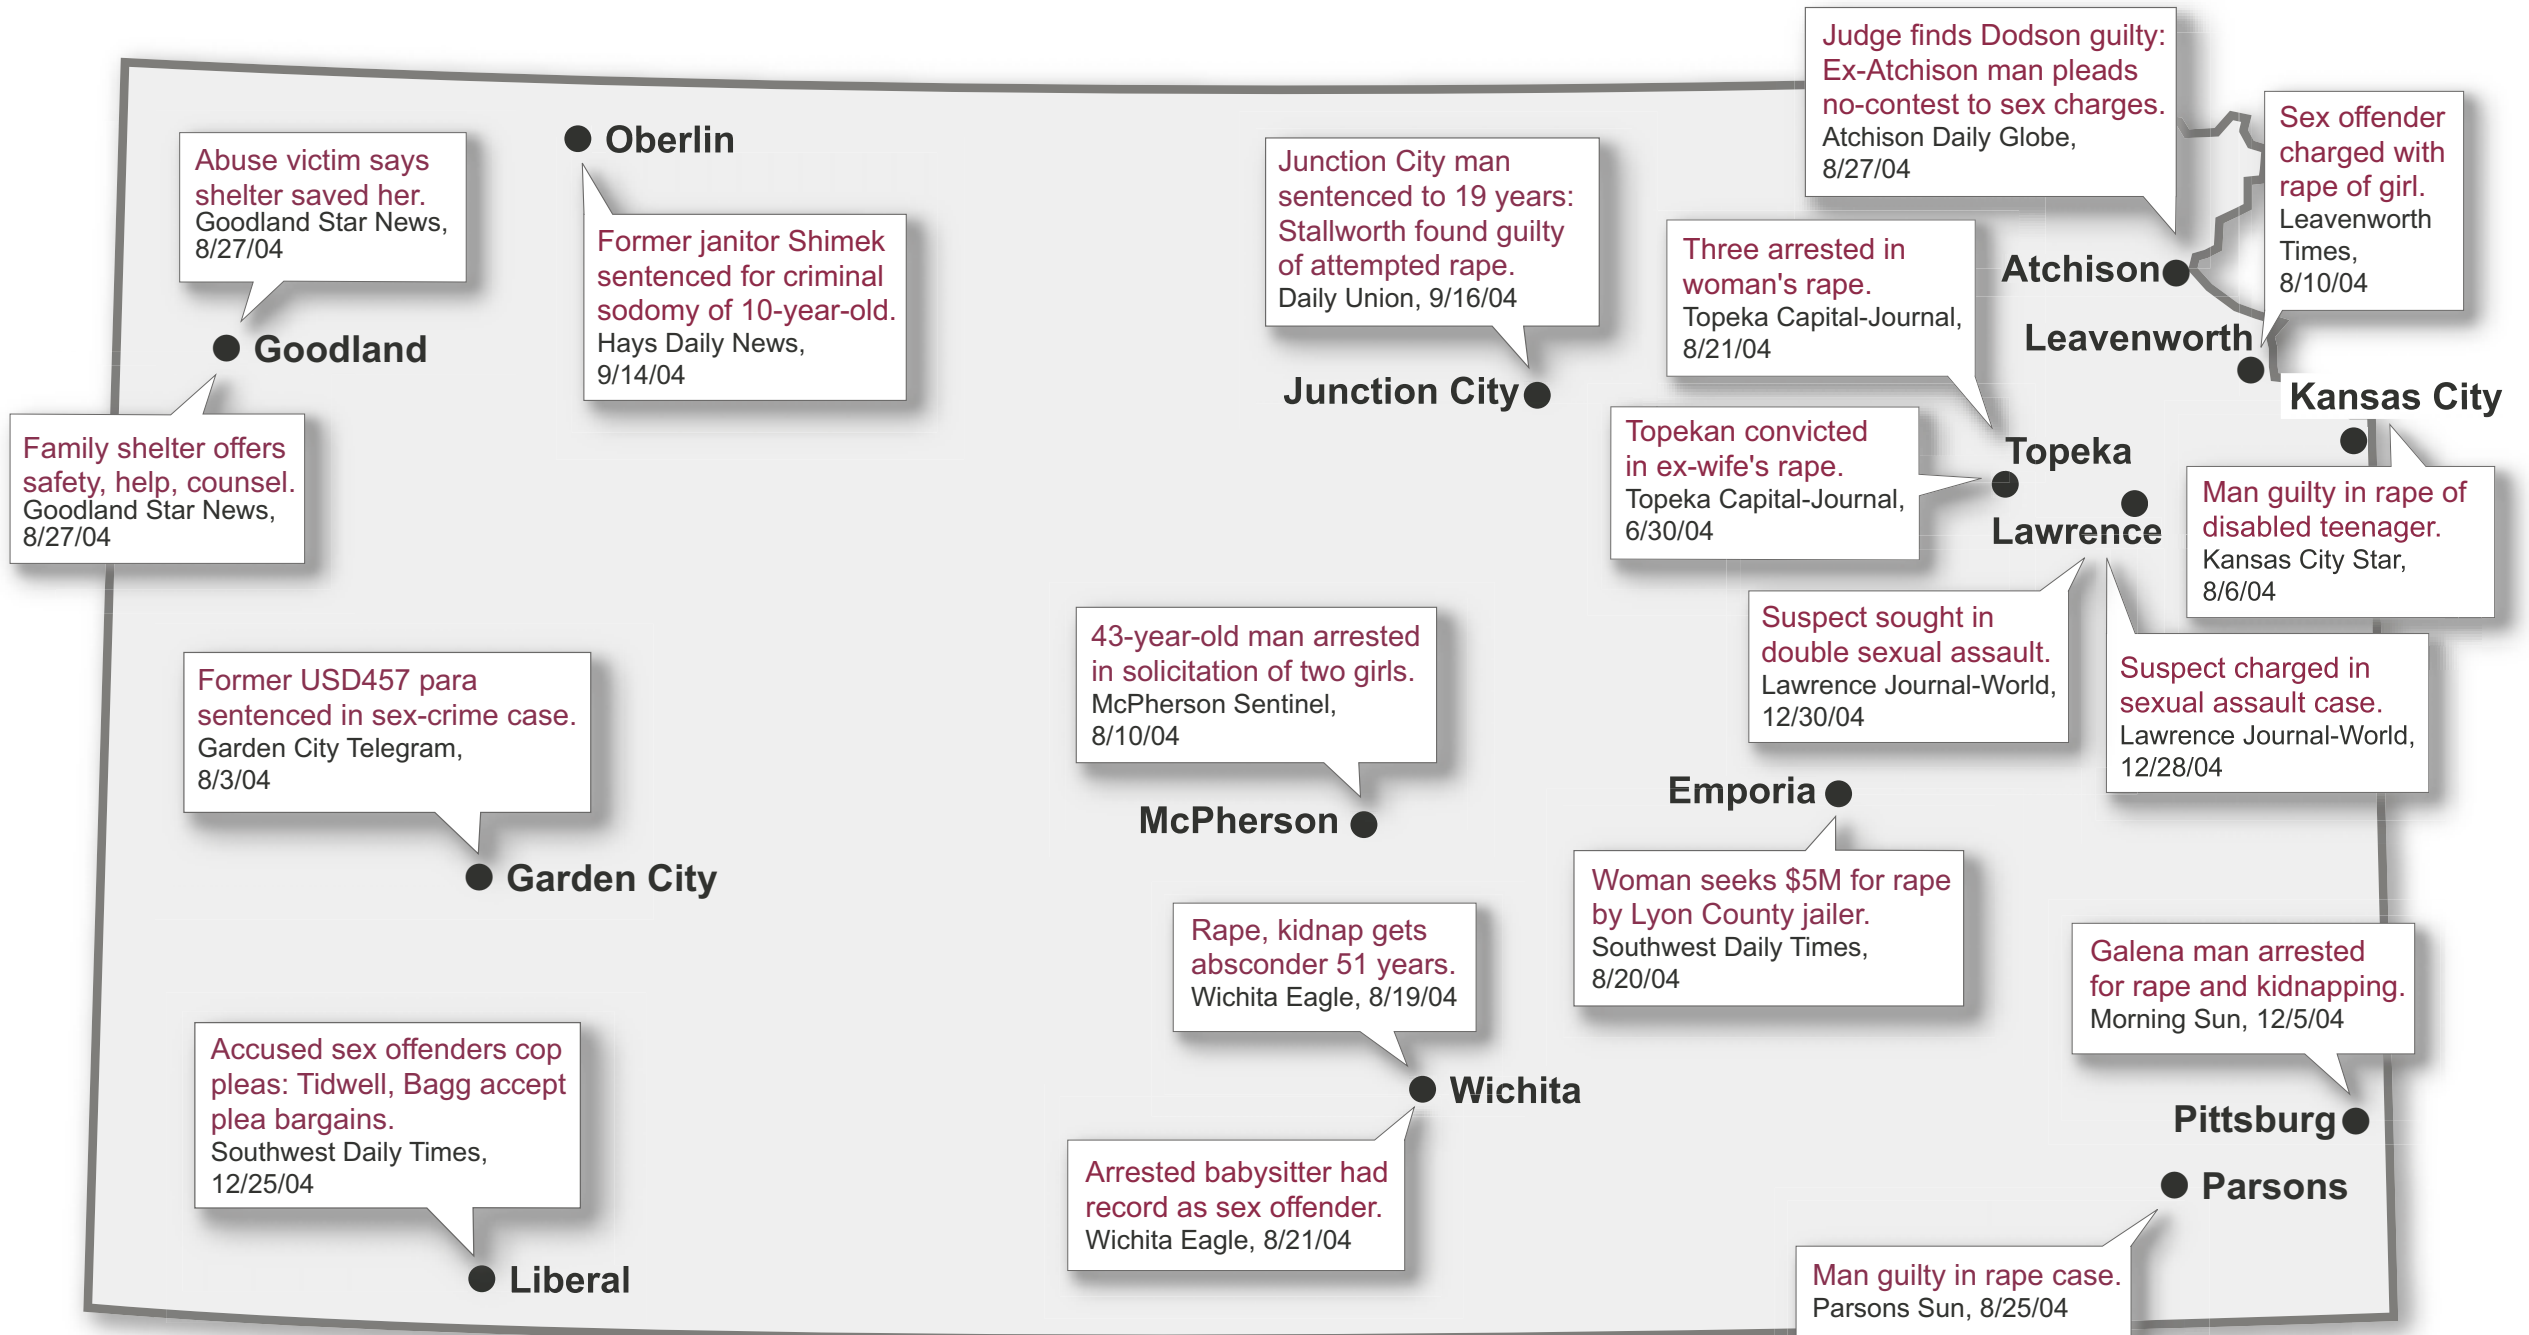 Judge finds Dodson guilty:
Ex-Atchison man pleads
no-contest to sex charges.
Atchison Daily Globe,
8/27/04
Sex offender
charged with
rape of girl.
Leavenworth
Times,
8/10/04
Abuse victim says
shelter saved her.
Goodland Star News,
8/27/04
Oberlin
Former janitor Shimek
sentenced for criminal
sodomy of 10-year-old.
Hays Daily News,
9/14/04
Junction City man
sentenced to 19 years:
Stallworth found guilty
of attempted rape.
Daily Union, 9/16/04
Three arrested in
woman's rape.
Topeka Capital-Journal,
8/21/04
Atchison
Leavenworth
Goodland
Junction City
Kansas City
Family shelter offers
safety, help, counsel.
Goodland Star News,
8/27/04
Topekan convicted
in ex-wife's rape.
Topeka Capital-Journal,
6/30/04
Topeka
Lawrence
Man guilty in rape of
disabled teenager.
Kansas City Star,
8/6/04
Former USD457 para
sentenced in sex-crime case.
Garden City Telegram,
8/3/04
43-year-old man arrested
in solicitation of two girls.
McPherson Sentinel,
8/10/04
Suspect sought in
double sexual assault.
Lawrence Journal-World,
12/30/04
Suspect charged in
sexual assault case.
Lawrence Journal-World,
12/28/04
Emporia
McPherson
Garden City
Woman seeks $5M for rape
by Lyon County jailer.
Southwest Daily Times,
8/20/04
Rape, kidnap gets
absconder 51 years.
Wichita Eagle, 8/19/04
Galena man arrested
for rape and kidnapping.
Morning Sun, 12/5/04
Accused sex offenders cop
pleas: Tidwell, Bagg accept
plea bargains.
Southwest Daily Times,
12/25/04
Wichita
Pittsburg
Arrested babysitter had
record as sex offender.
Wichita Eagle, 8/21/04
Parsons
Liberal
Man guilty in rape case.
Parsons Sun, 8/25/04